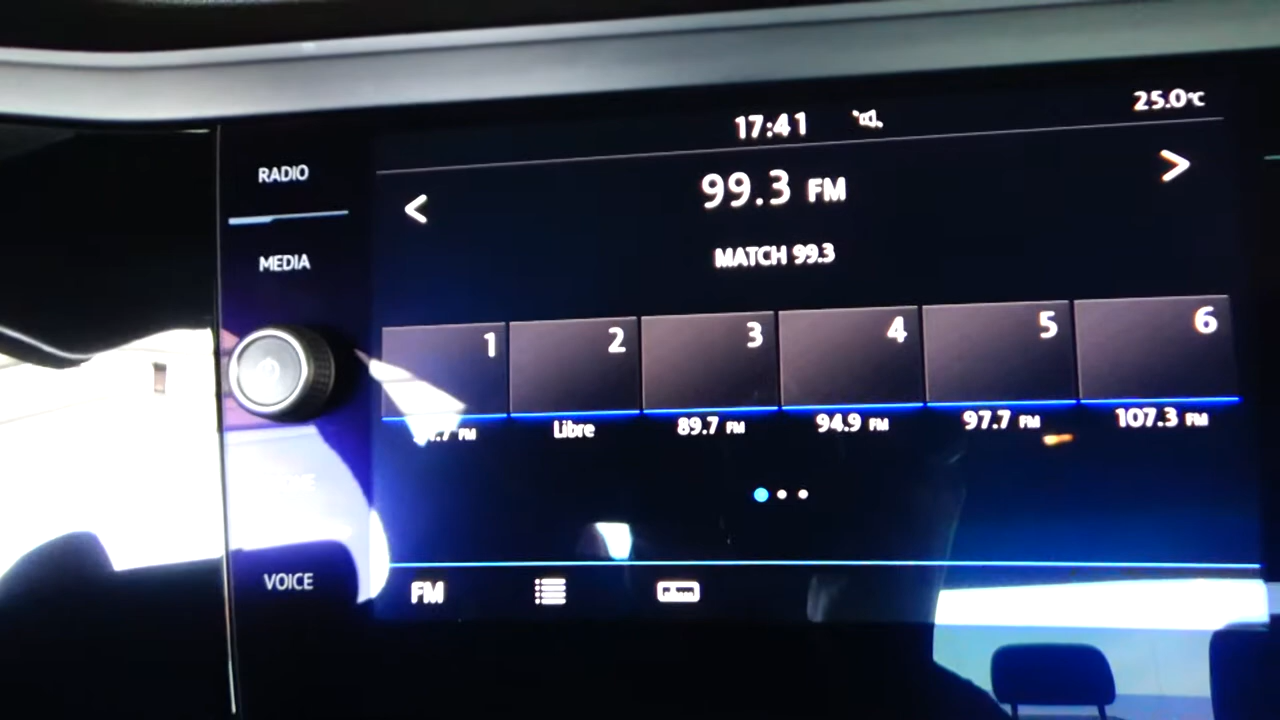 17:41 25.0°C
RADIO
99.3 FM
MEDIA
MATCH 99.3
1 2 3 4 5 6
FM Libre 89.7 FM 94.9 FM 97.7 FM 107.3 FM
VOICE
FM